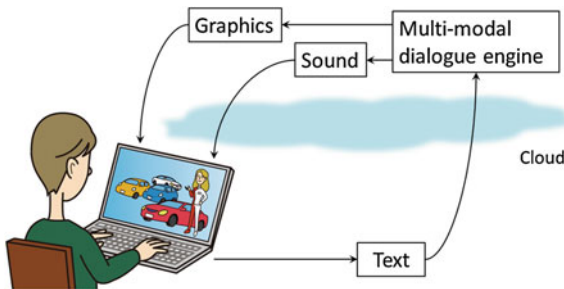 Graphics
Multi-modal
dialogue engine
Sound
Cloud
Text